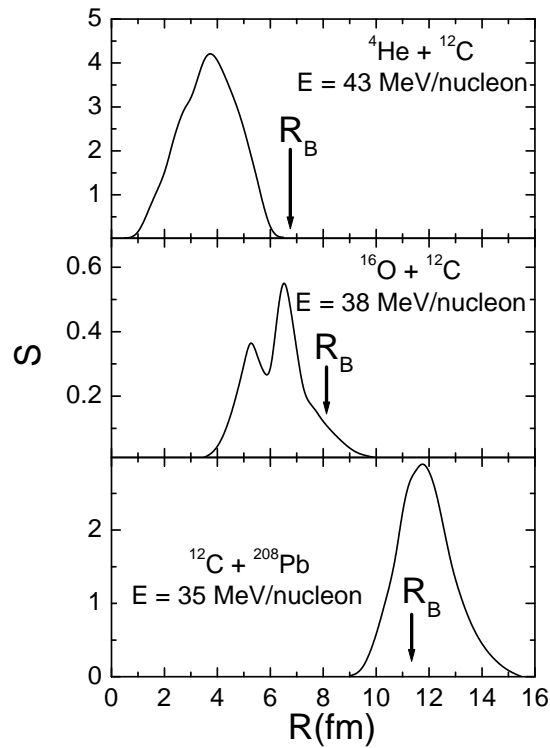 5
4
3
2
1
⁴He + ¹²C
E = 43 MeV/nucleon
R_B
0.6
0.4
0.2
S
¹⁶O + ¹²C
E = 38 MeV/nucleon
R_B
2
1
0
¹²C + ²⁰⁸Pb
E = 35 MeV/nucleon
R_B
0 2 4 6 8 10 12 14 16
R(fm)